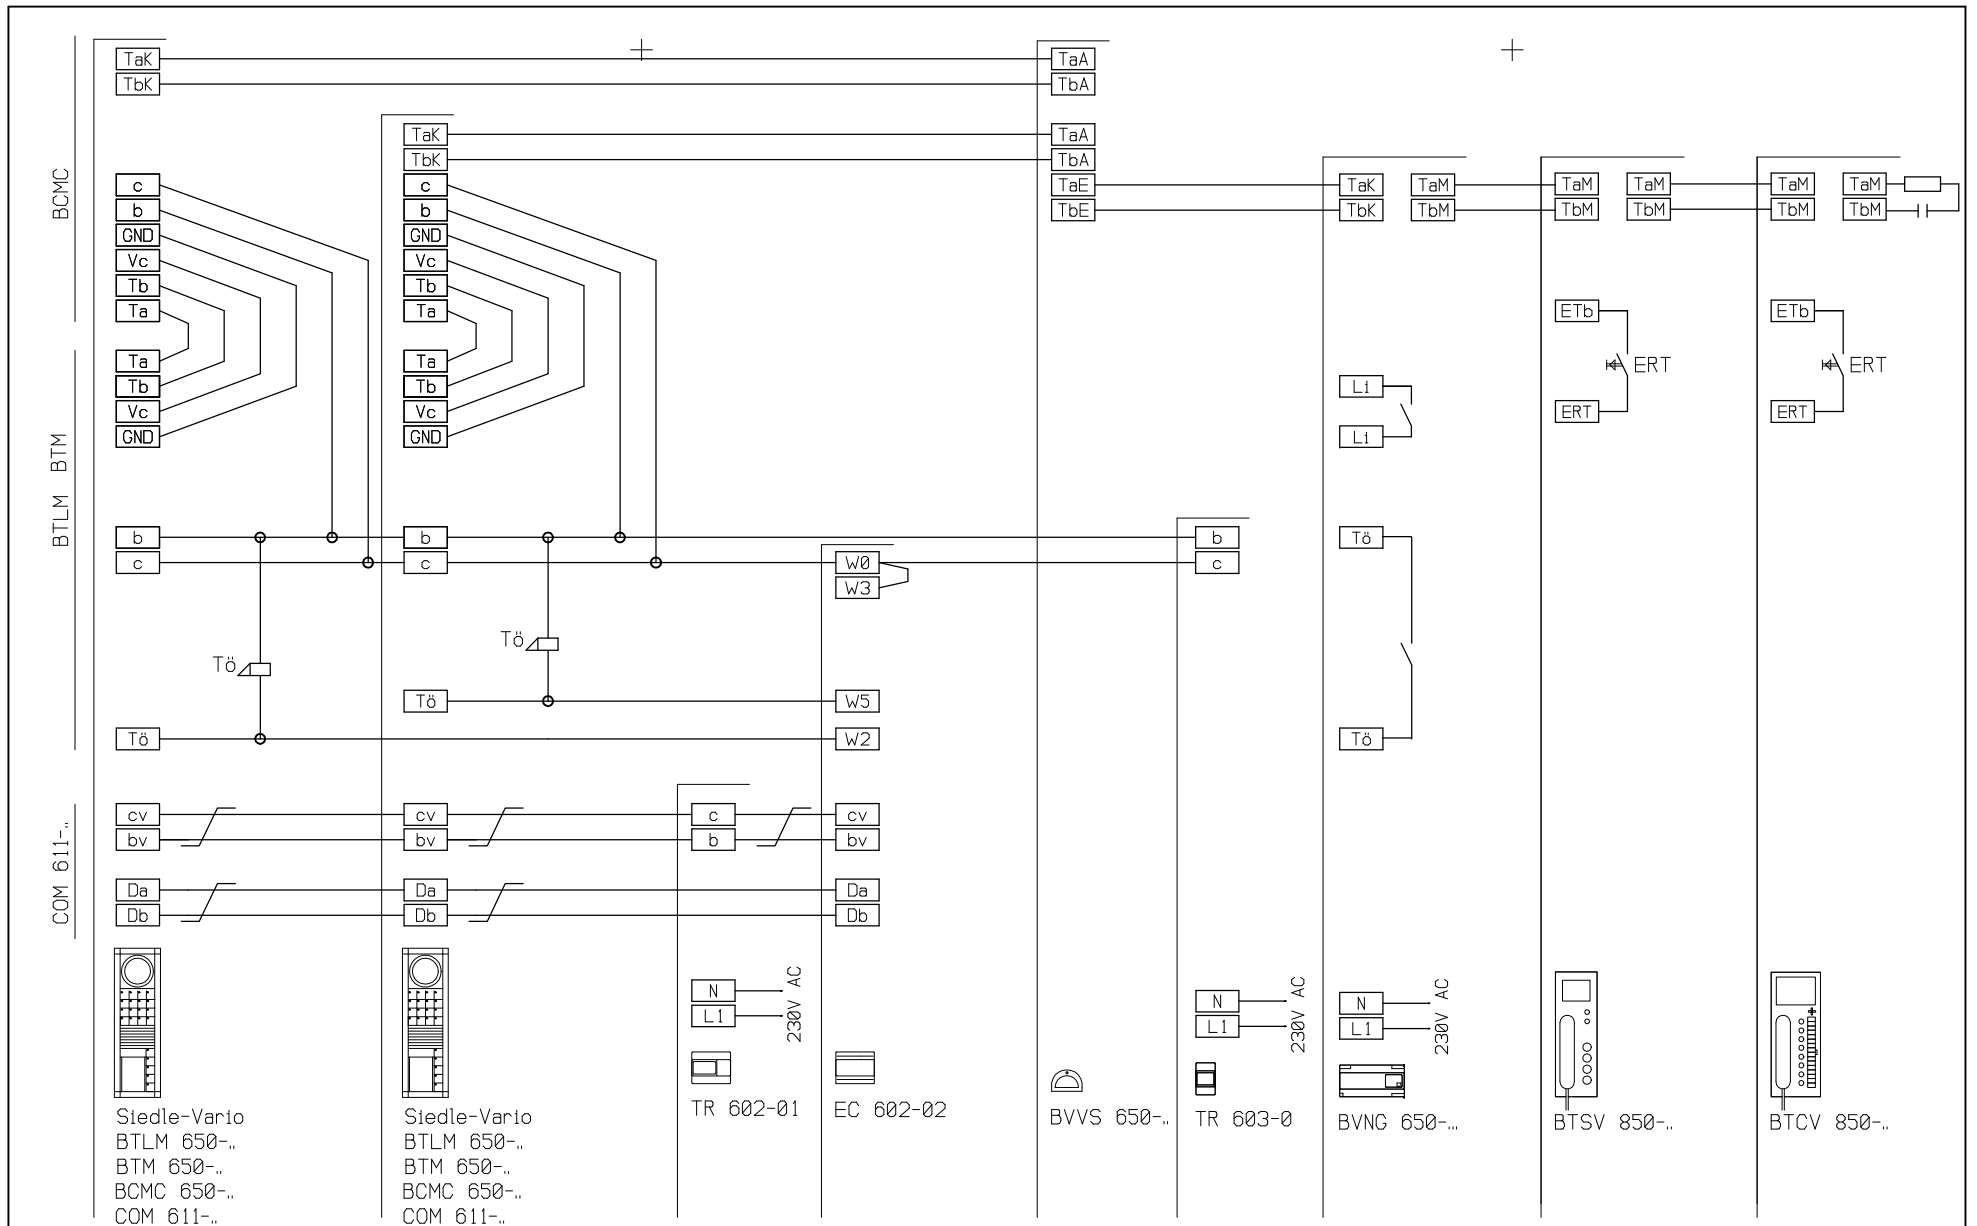 BCMC
BTLM BTM
COM 611-..
TaK
TbK
c
b
GND
Vc
Tb
Ta
Ta
Tb
Vc
GND
b
c
Tö
Tö
cv
bv
Da
Db
Siedle-Vario
BTLM 650-..
BTM 650-..
BCMC 650-..
COM 611-..
TaK
TbK
c
b
GND
Vc
Tb
Ta
Ta
Tb
Vc
GND
b
c
Tö
Tö
cv
bv
Da
Db
Siedle-Vario
BTLM 650-..
BTM 650-..
BCMC 650-..
COM 611-..
c
b
N
L1
230V AC
TR 602-01
W0
W3
W5
W2
cv
bv
Da
Db
EC 602-02
TaA
TbA
TaA
TbA
TaE
TbE
BVVS 650-..
b
c
N
L1
230V AC
TR 603-0
TaK TaM
TbK TbM
Li
Li
Tö
Tö
N
L1
230V AC
BVNG 650-...
TaM TaM
TbM TbM
ETb
ERT
ERT
BTSV 850-..
TaM TaM
TbM TbM
ETb
ERT
ERT
BTCV 850-..